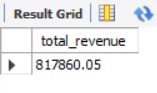 Result Grid
total_revenue
817860.05